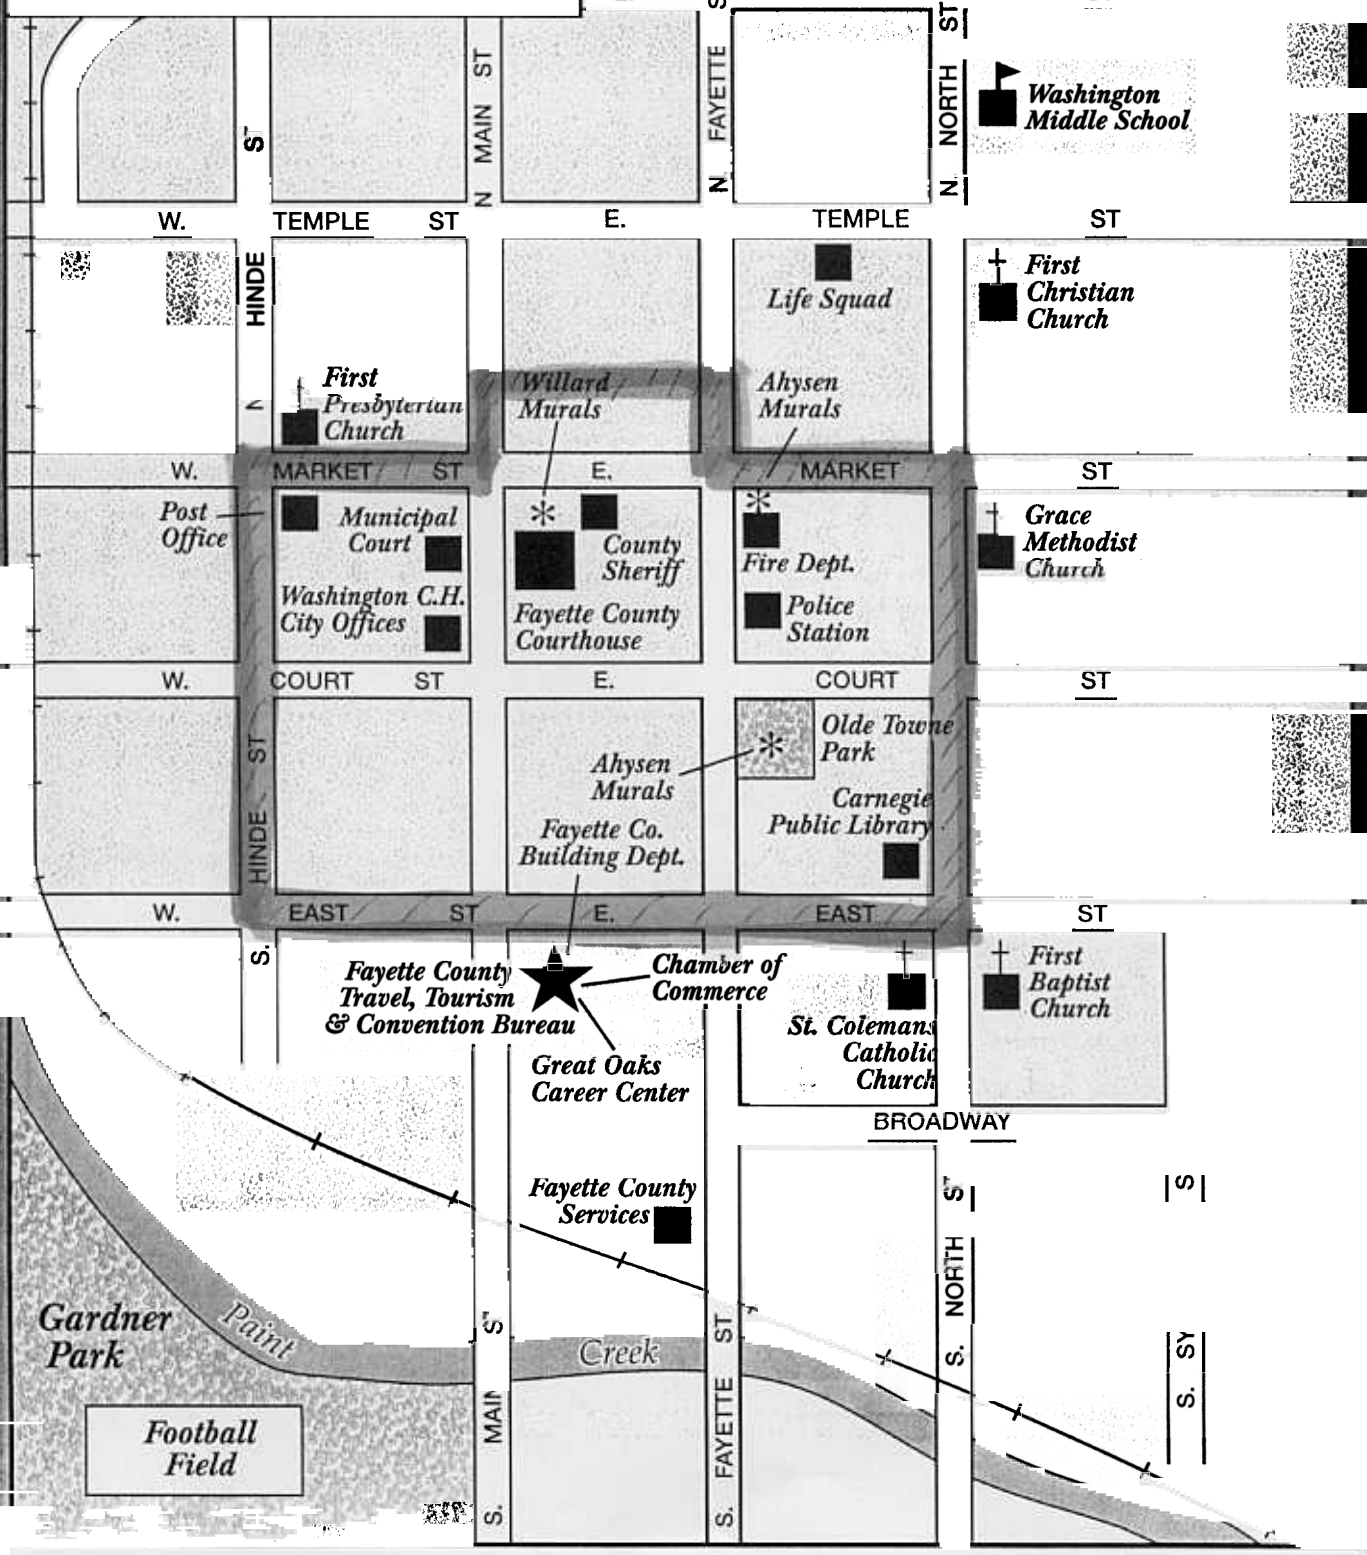 N MAIN ST
N. FAYETTE
N. NORTH ST
Washington
Middle School
W. TEMPLE ST E. TEMPLE ST
HINDE
Life Squad
First
Christian
Church
First
Presbyterian
Church
Willard
Murals
Ahysen
Murals
W. MARKET ST E. MARKET ST
Post
Office
Municipal
Court
Washington C.H.
City Offices
County
Sheriff
Fayette County
Courthouse
Fire Dept.
Police
Station
Grace
Methodist
Church
W. COURT ST E. COURT ST
S. HINDE ST
Olde Towne
Park
Ahysen
Murals
Carnegie
Public Library
Fayette Co.
Building Dept.
W. EAST ST E. EAST ST
Fayette County
Travel, Tourism
& Convention Bureau
Chamber of
Commerce
Great Oaks
Career Center
St. Colemans
Catholic
Church
First
Baptist
Church
BROADWAY
Fayette County
Services
S. MAIN
S. FAYETTE ST
S. NORTH
S. SY
S
Gardner
Park
Paint Creek
Football
Field